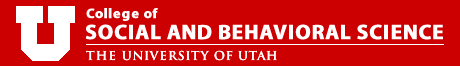 U
College of
SOCIAL AND BEHAVIORAL SCIENCE
THE UNIVERSITY OF UTAH